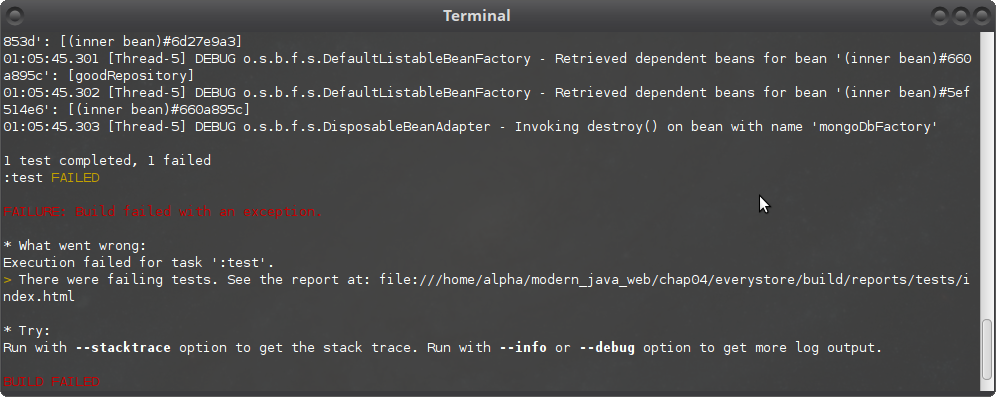 Terminal
853d': [(inner bean)#6d27e9a3]
01:05:45.301 [Thread-5] DEBUG o.s.b.f.s.DefaultListableBeanFactory - Retrieved dependent beans for bean '(inner bean)#660
a895c': [goodRepository]
01:05:45.302 [Thread-5] DEBUG o.s.b.f.s.DefaultListableBeanFactory - Retrieved dependent beans for bean '(inner bean)#5ef
514e6': [(inner bean)#660a895c]
01:05:45.303 [Thread-5] DEBUG o.s.b.f.s.DisposableBeanAdapter - Invoking destroy() on bean with name 'mongoDbFactory'
1 test completed, 1 failed
:test FAILED
FAILURE: Build failed with an exception.
* What went wrong:
Execution failed for task ':test'.
> There were failing tests. See the report at: file:///home/alpha/modern_java_web/chap04/everystore/build/reports/tests/i
ndex.html
* Try:
Run with --stacktrace option to get the stack trace. Run with --info or --debug option to get more log output.
BUILD FAILED